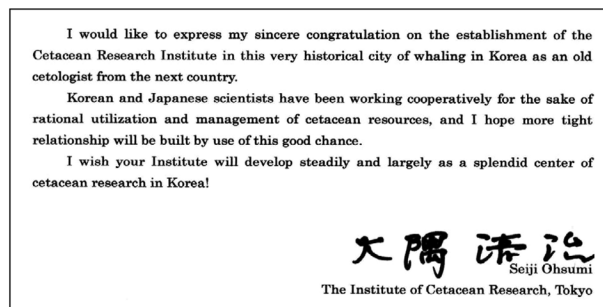 I would like to express my sincere congratulation on the establishment of the
Cetacean Research Institute in this very historical city of whaling in Korea as an old
cetologist from the next country.
Korean and Japanese scientists have been working cooperatively for the sake of
rational utilization and management of cetacean resources, and I hope more tight
relationship will be built by use of this good chance.
I wish your Institute will develop steadily and largely as a splendid center of
cetacean research in Korea!
大隅清治
Seiji Ohsumi
The Institute of Cetacean Research, Tokyo